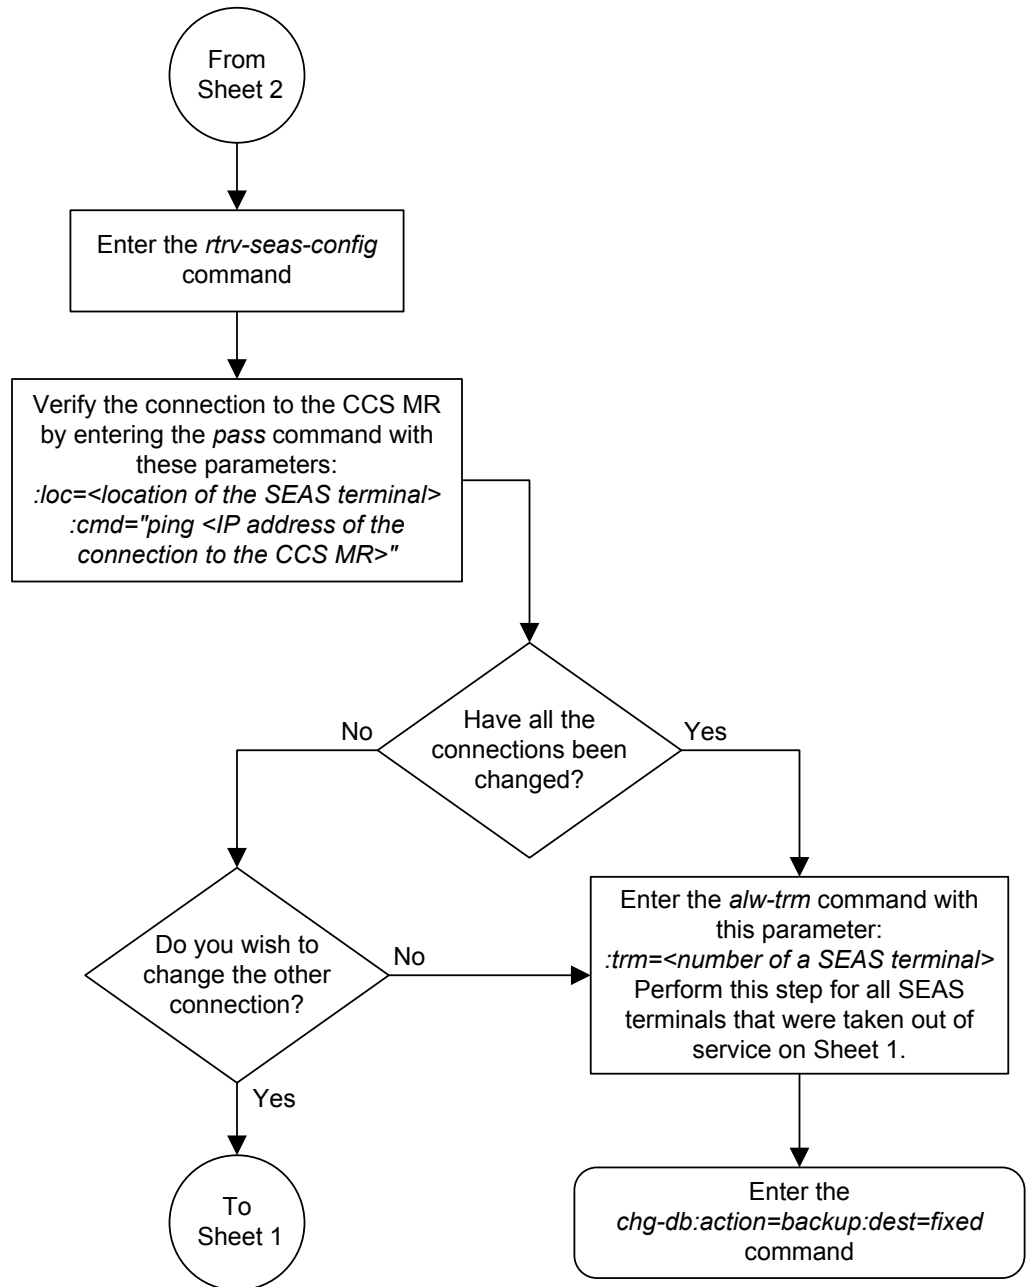 From
Sheet 2
Enter the rtrv-seas-config
command
Verify the connection to the CCS MR
by entering the pass command with
these parameters:
:loc=<location of the SEAS terminal>
:cmd="ping <IP address of the
connection to the CCS MR>"
Have all the
connections been
changed?
No
Yes
Do you wish to
change the other
connection?
No
Yes
Enter the alw-trm command with
this parameter:
:trm=<number of a SEAS terminal>
Perform this step for all SEAS
terminals that were taken out of
service on Sheet 1.
To
Sheet 1
Enter the
chg-db:action=backup:dest=fixed
command